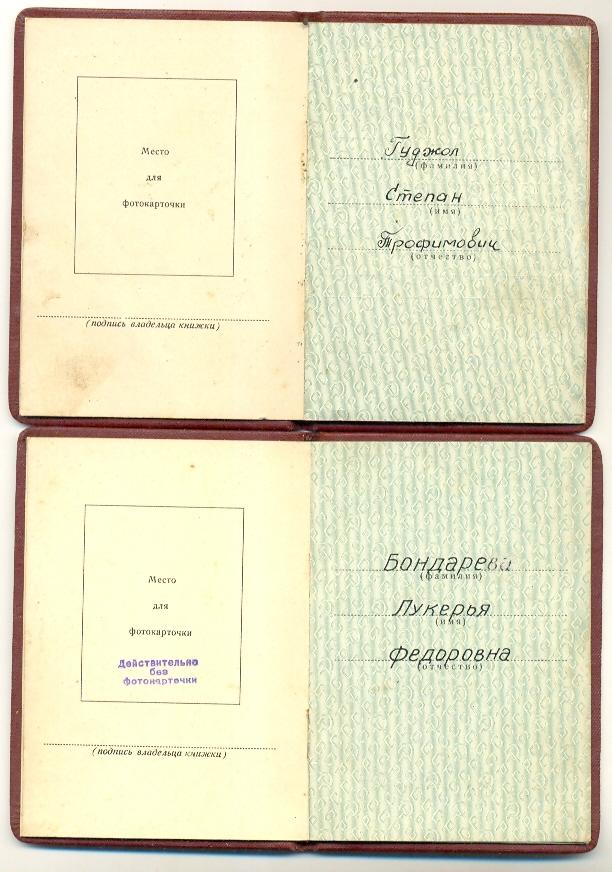 Место
для
фотокарточки
(подпись владельца книжки)
Гуджол
(фамилия)
Степан
(имя)
Трофимович
(отчество)
Место
для
фотокарточки
Действительно
без
фотокарточки
(подпись владельца книжки)
Бондарева
(фамилия)
Лукерья
(имя)
Федоровна
(отчество)